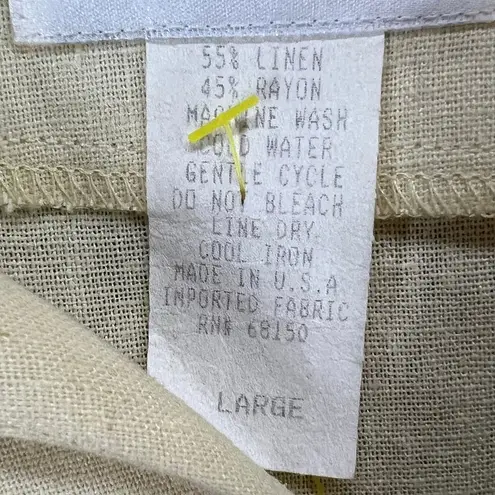 55% LINEN
45% RAYON
MACHINE WASH
COLD WATER
GENTLE CYCLE
DO NOT BLEACH
LINE DRY
COOL IRON
MADE IN U.S.A
IMPORTED FABRIC
RN# 68150
LARGE